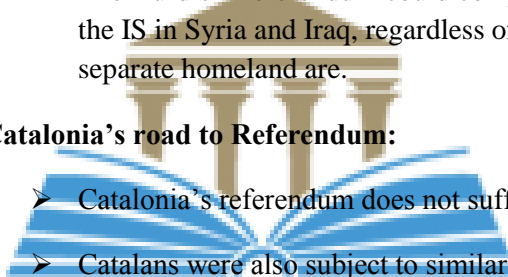 the IS in Syria and Iraq, regardless o
separate homeland are.
Catalonia's road to Referendum:
➤ Catalonia's referendum does not suff
➤ Catalans were also subject to similar